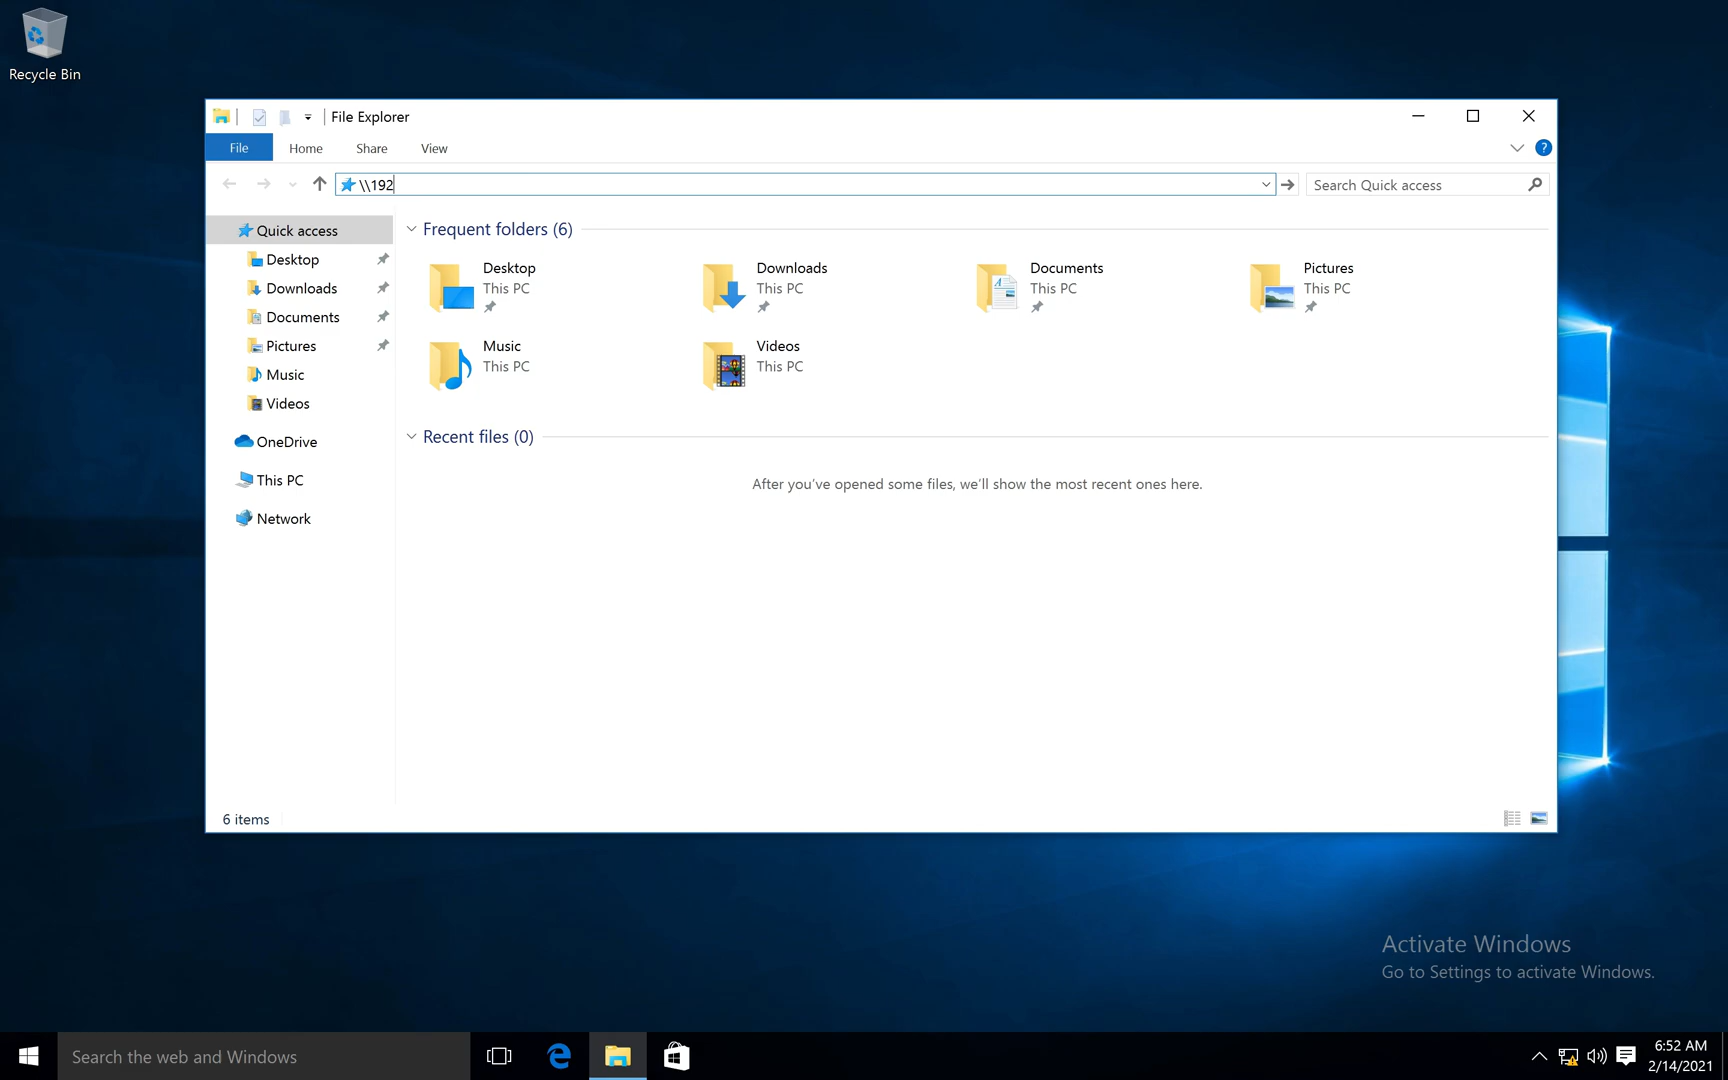 Recycle Bin
File Explorer
File Home Share View
\\192
Search Quick access
Quick access
Desktop
Downloads
Documents
Pictures
Music
Videos
OneDrive
This PC
Network
Frequent folders (6)
Desktop
This PC
Downloads
This PC
Documents
This PC
Pictures
This PC
Music
This PC
Videos
This PC
Recent files (0)
After you've opened some files, we'll show the most recent ones here.
6 items
Activate Windows
Go to Settings to activate Windows.
Search the web and Windows
6:52 AM
2/14/2021